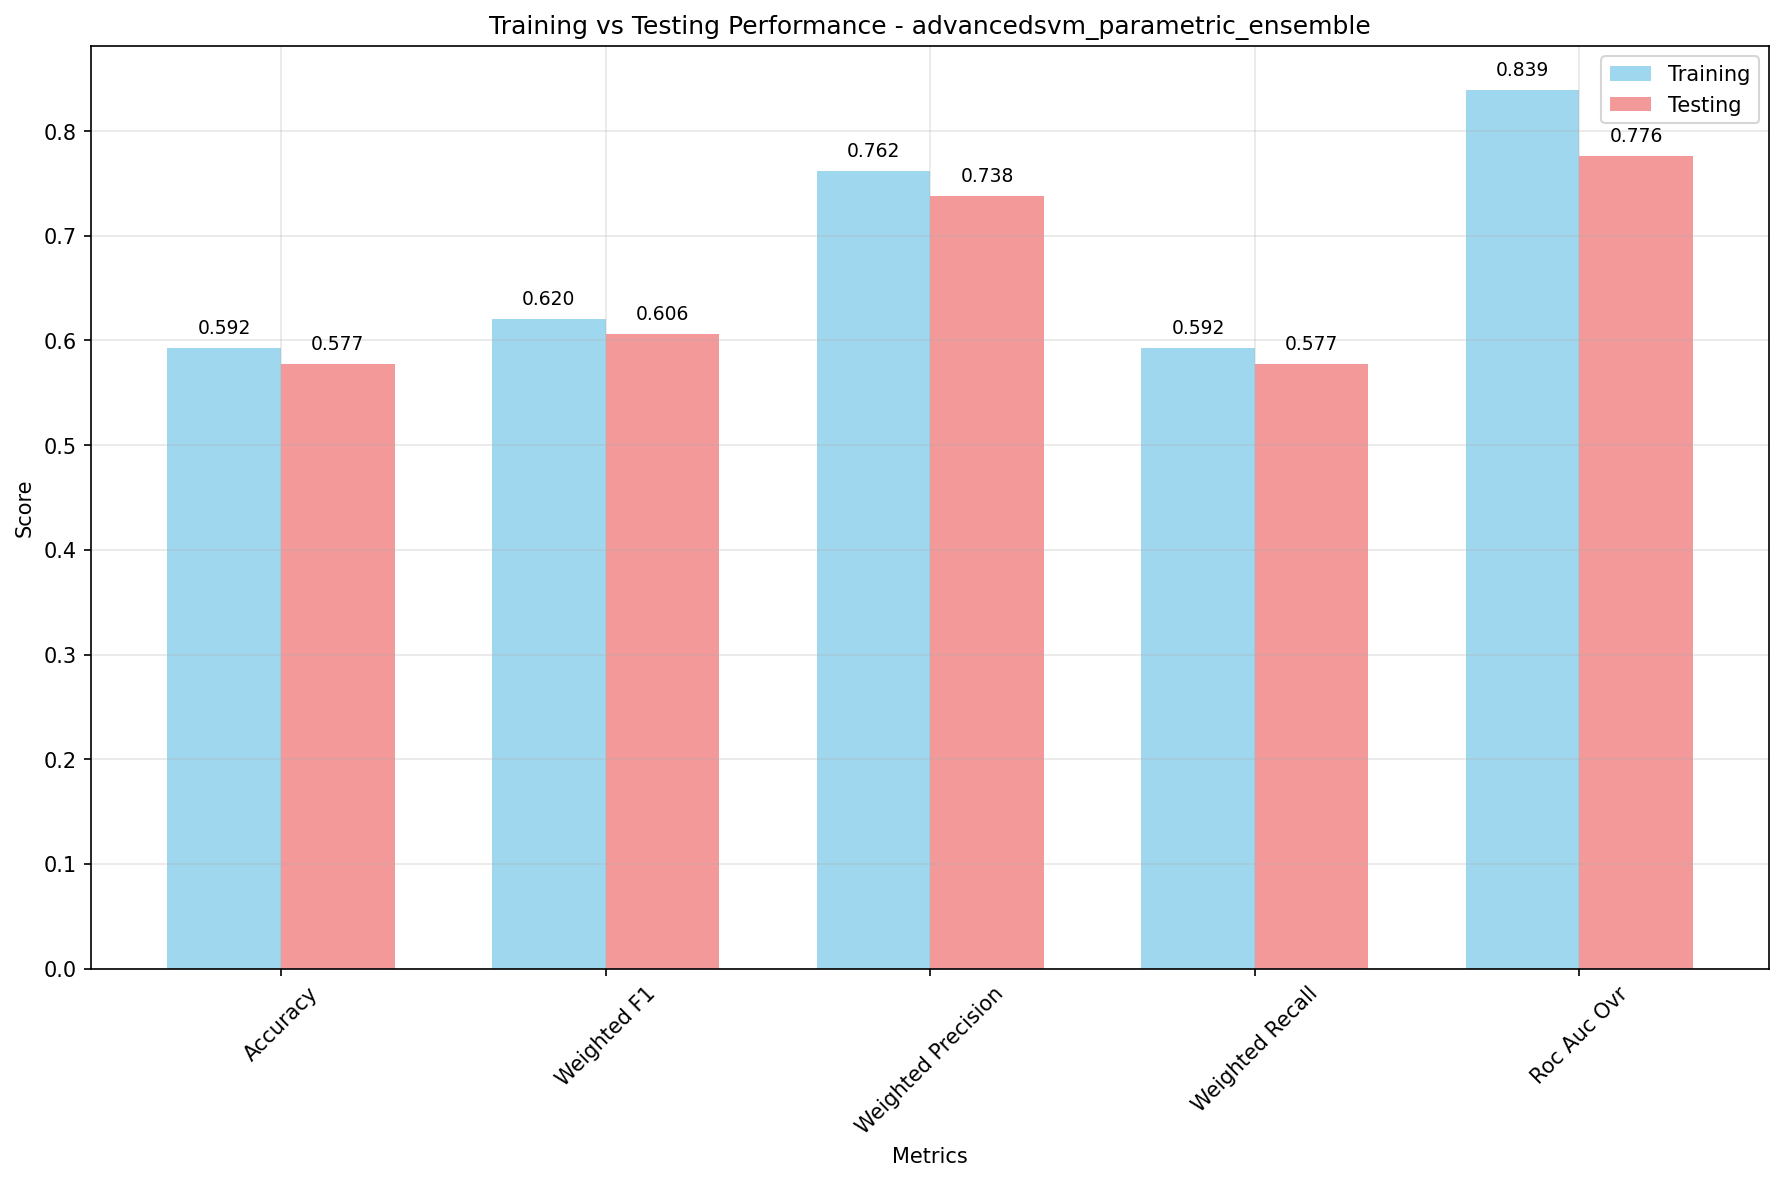 Training vs Testing Performance - advancedsvm_parametric_ensemble
Training
Testing
0.839
0.776
0.762
0.738
0.620
0.606
0.592
0.577
0.592
0.577
0.8
0.7
0.6
0.5
0.4
0.3
0.2
0.1
0.0
Score
Accuracy
Weighted F1
Weighted Precision
Weighted Recall
Roc Auc Ovr
Metrics